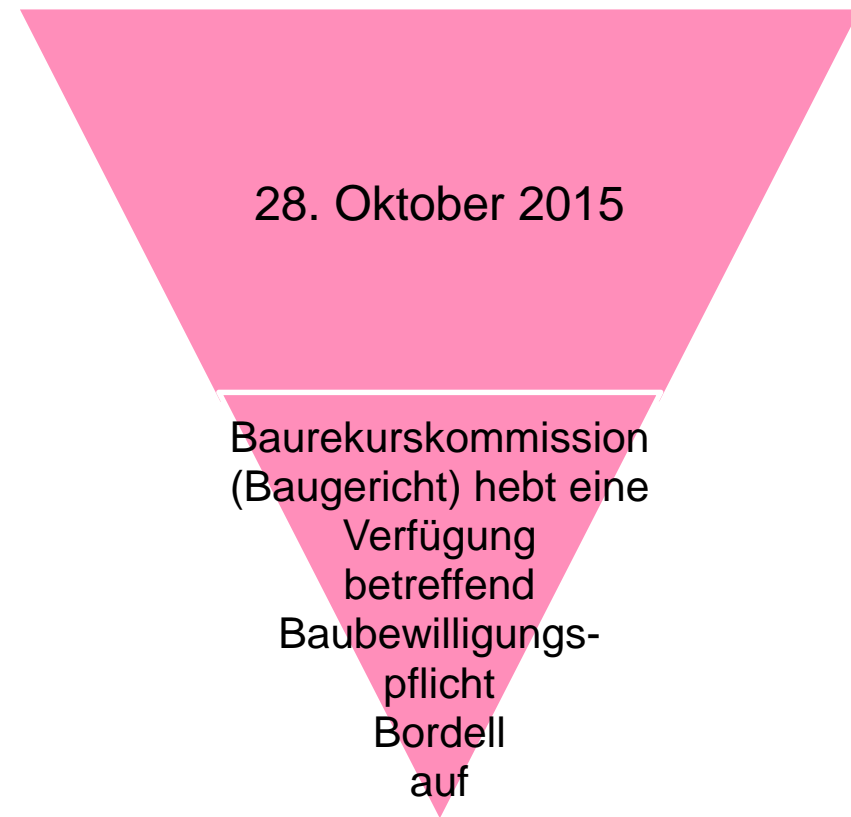 28. Oktober 2015
Baurekurskommission
(Baugericht) hebt eine
Verfügung
betreffend
Baubewilligungs-
pflicht
Bordell
auf